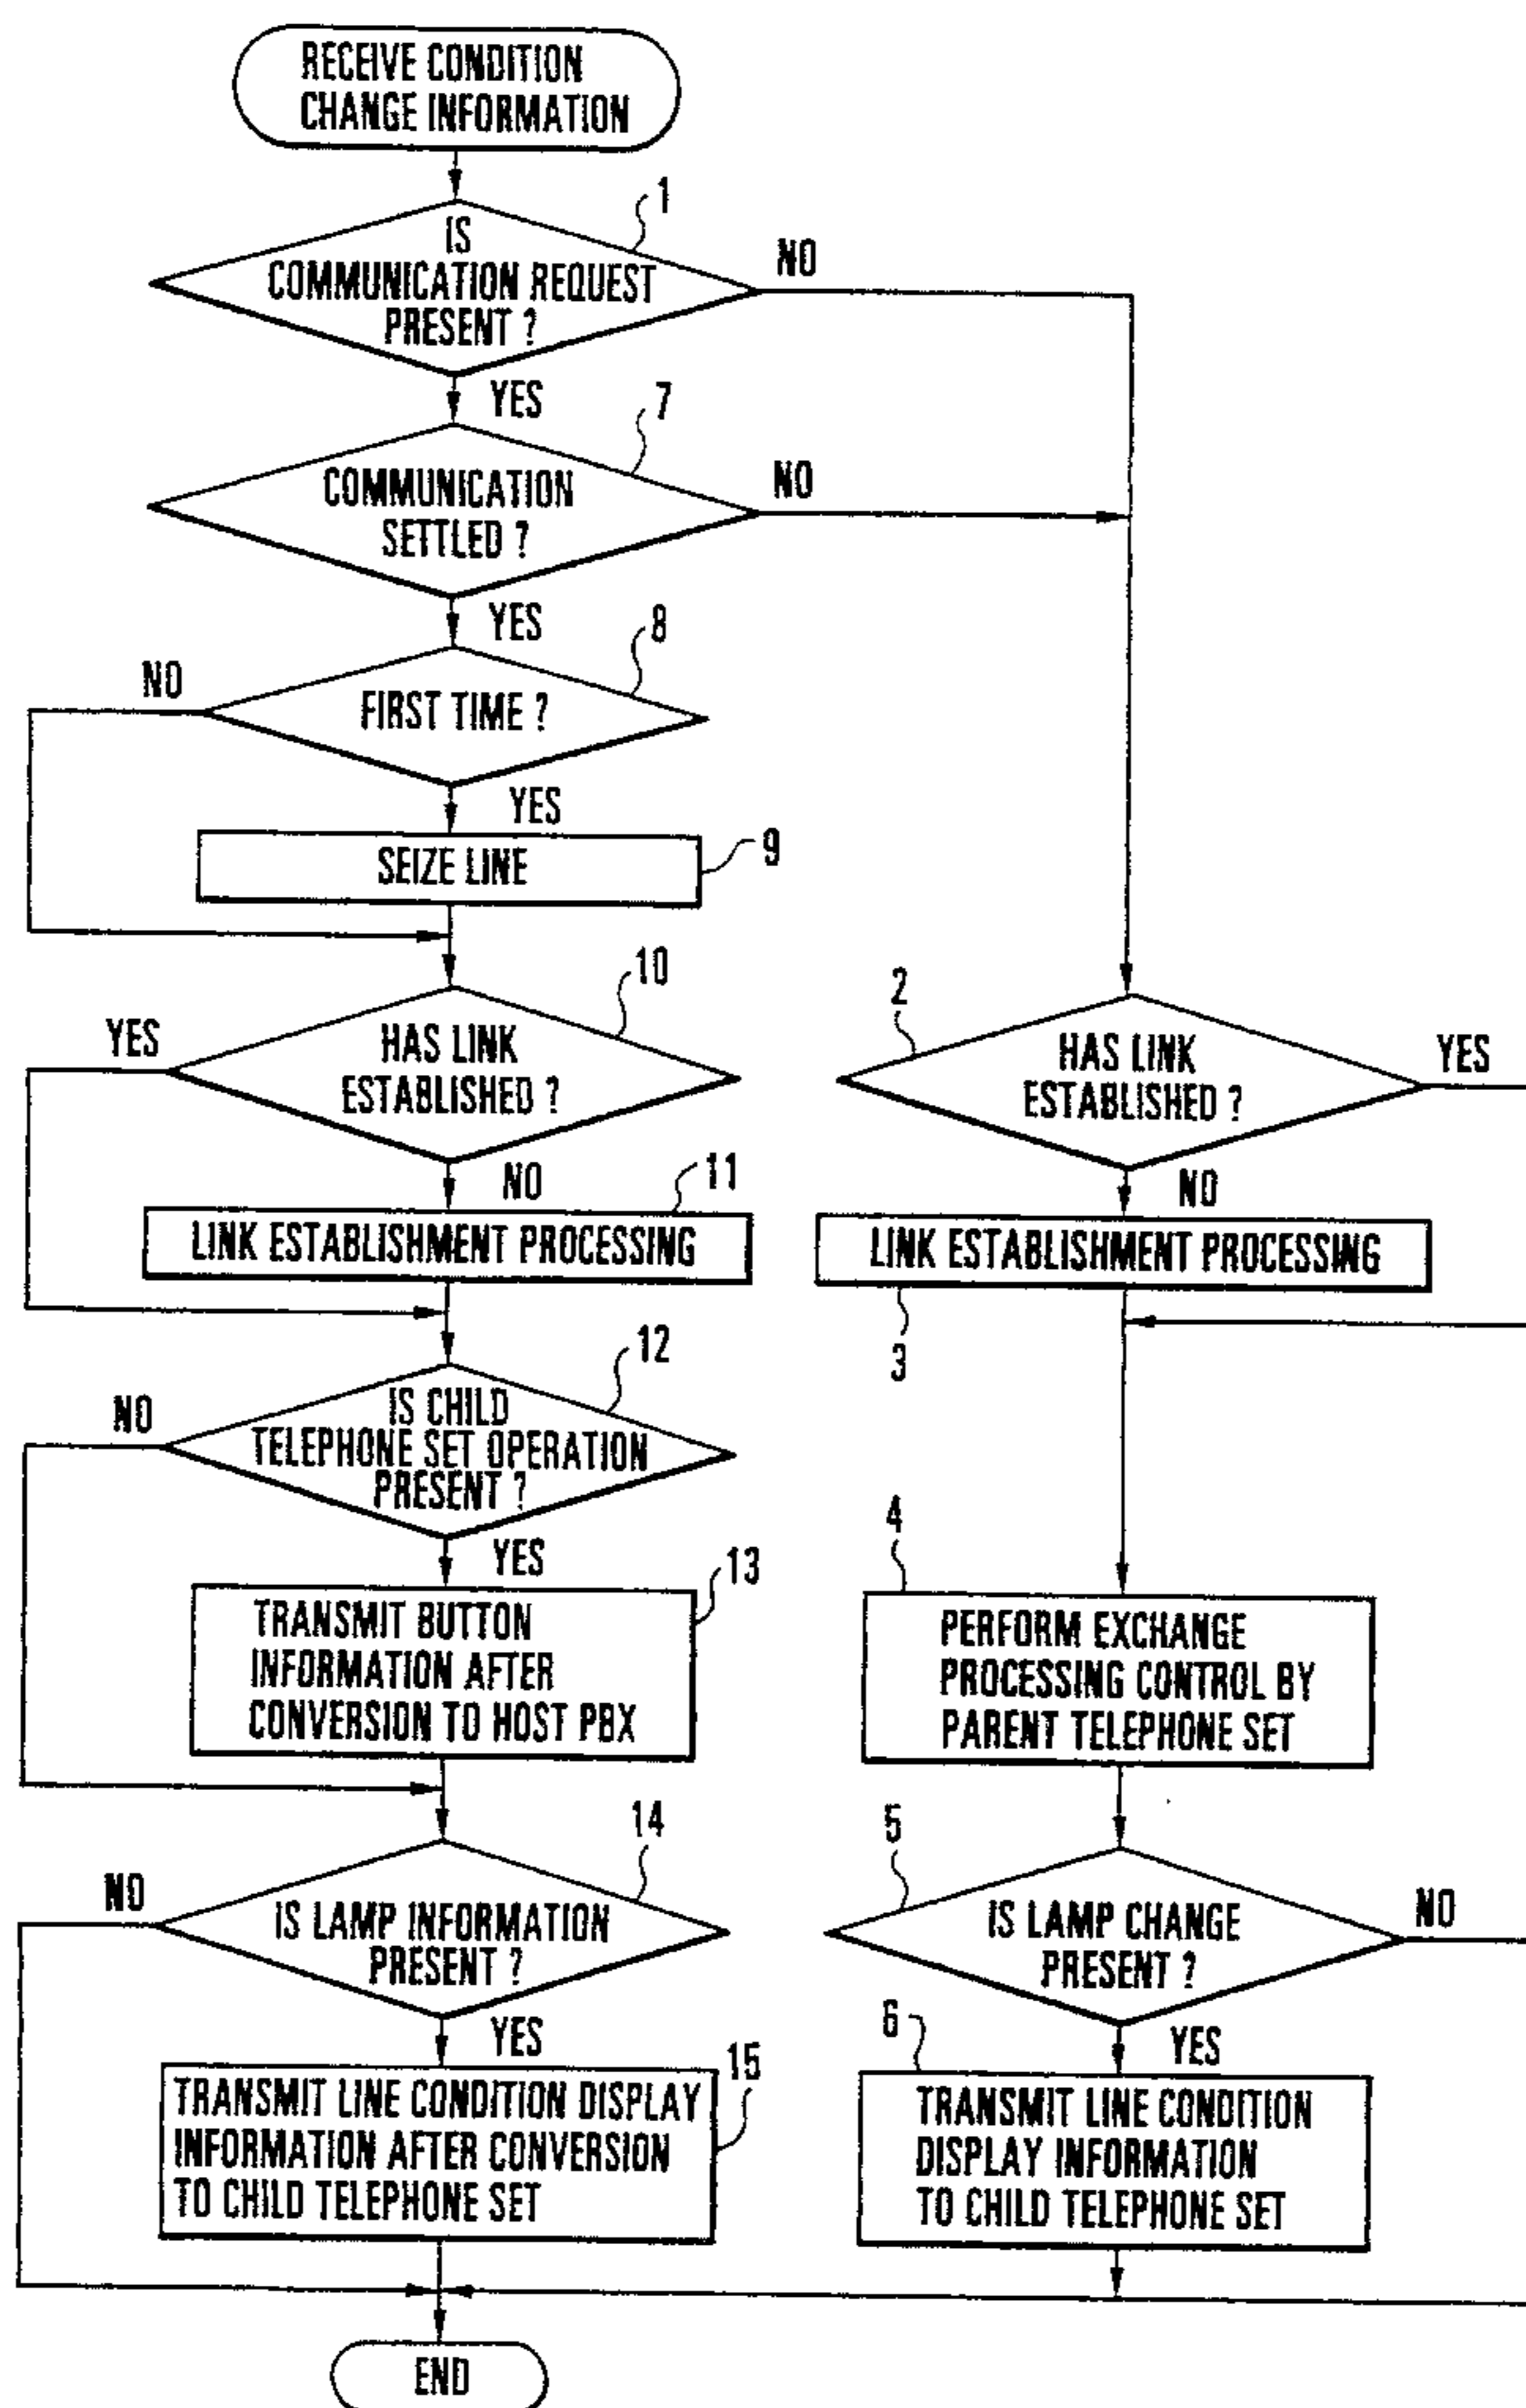 RECEIVE CONDITION
CHANGE INFORMATION
1
IS
COMMUNICATION REQUEST
PRESENT ?
NO
YES
7
COMMUNICATION
SETTLED ?
NO
YES
8
NO
FIRST TIME ?
YES
SEIZE LINE
9
10
YES
HAS LINK
ESTABLISHED ?
NO
11
LINK ESTABLISHMENT PROCESSING
12
NO
IS CHILD
TELEPHONE SET OPERATION
PRESENT ?
YES
13
TRANSMIT BUTTON
INFORMATION AFTER
CONVERSION TO HOST PBX
14
NO
IS LAMP INFORMATION
PRESENT ?
YES
15
TRANSMIT LINE CONDITION DISPLAY
INFORMATION AFTER CONVERSION
TO CHILD TELEPHONE SET
END
2
HAS LINK
ESTABLISHED ?
YES
NO
LINK ESTABLISHMENT PROCESSING
3
4
PERFORM EXCHANGE
PROCESSING CONTROL BY
PARENT TELEPHONE SET
5
IS LAMP CHANGE
PRESENT ?
NO
YES
6
TRANSMIT LINE CONDITION
DISPLAY INFORMATION
TO CHILD TELEPHONE SET